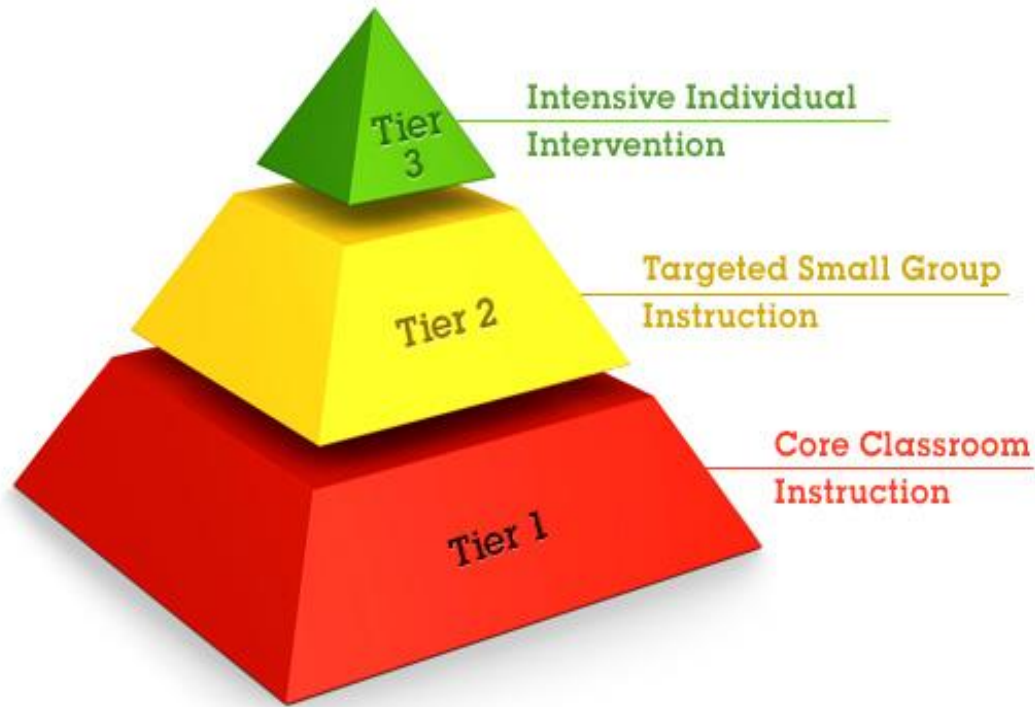 Tier
3
Intensive Individual
Intervention
Tier 2
Targeted Small Group
Instruction
Tier 1
Core Classroom
Instruction